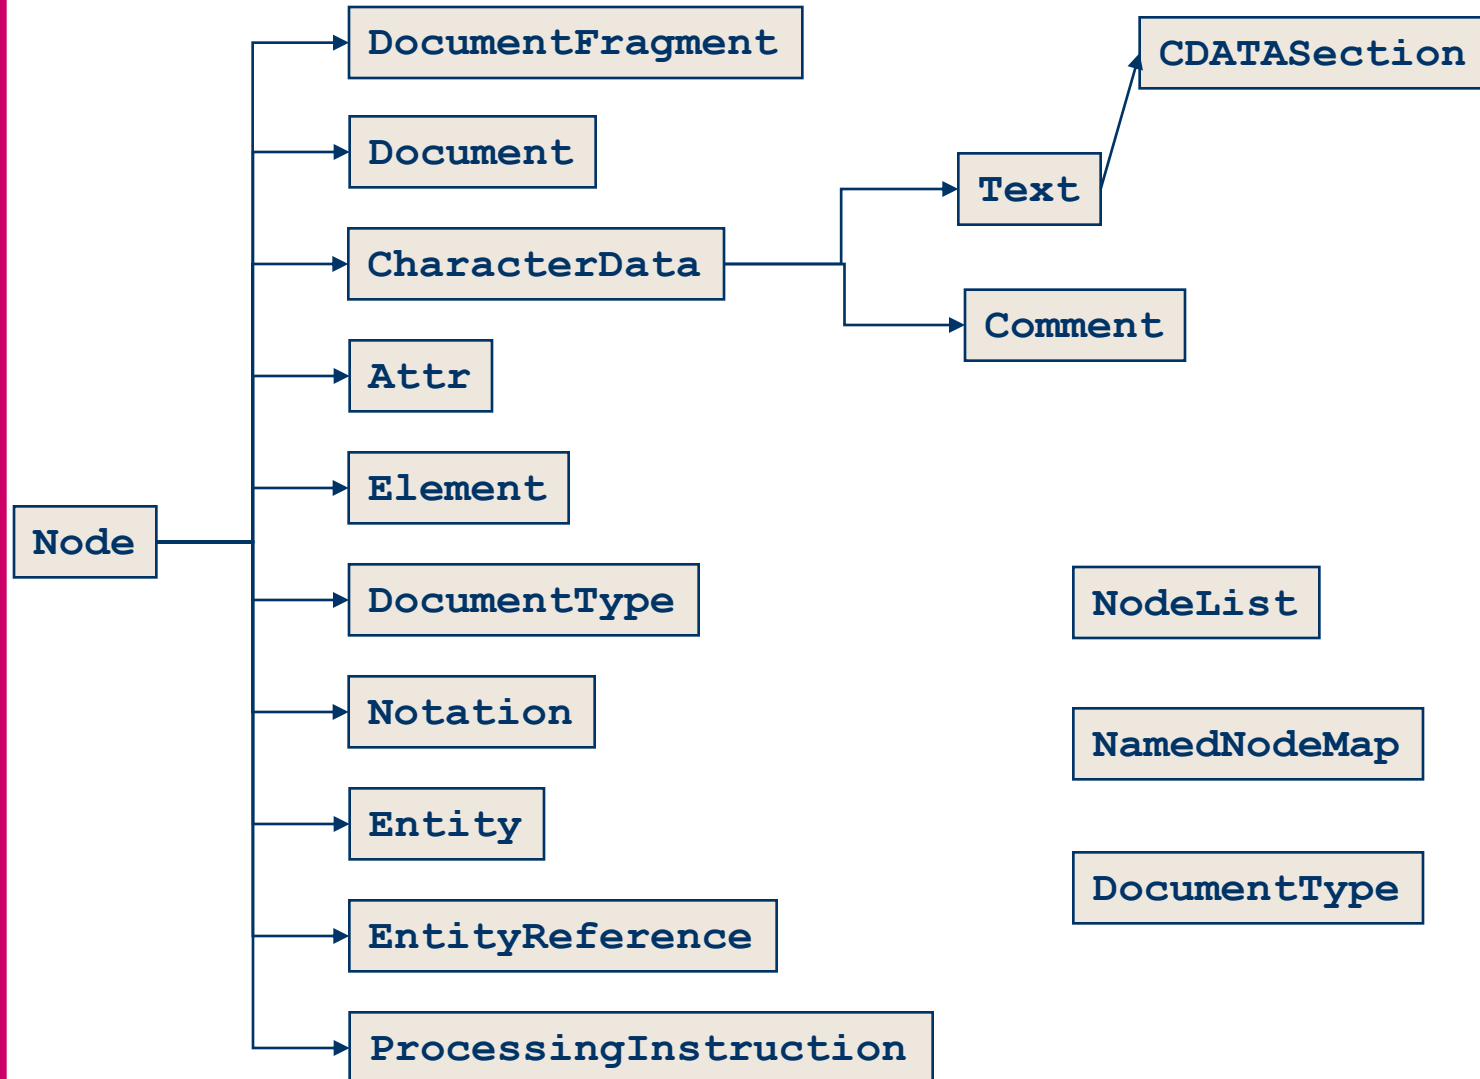 DocumentFragment
CDATASection
Document
Text
CharacterData
Comment
Attr
Element
Node
DocumentType
NodeList
Notation
NamedNodeMap
Entity
DocumentType
EntityReference
ProcessingInstruction